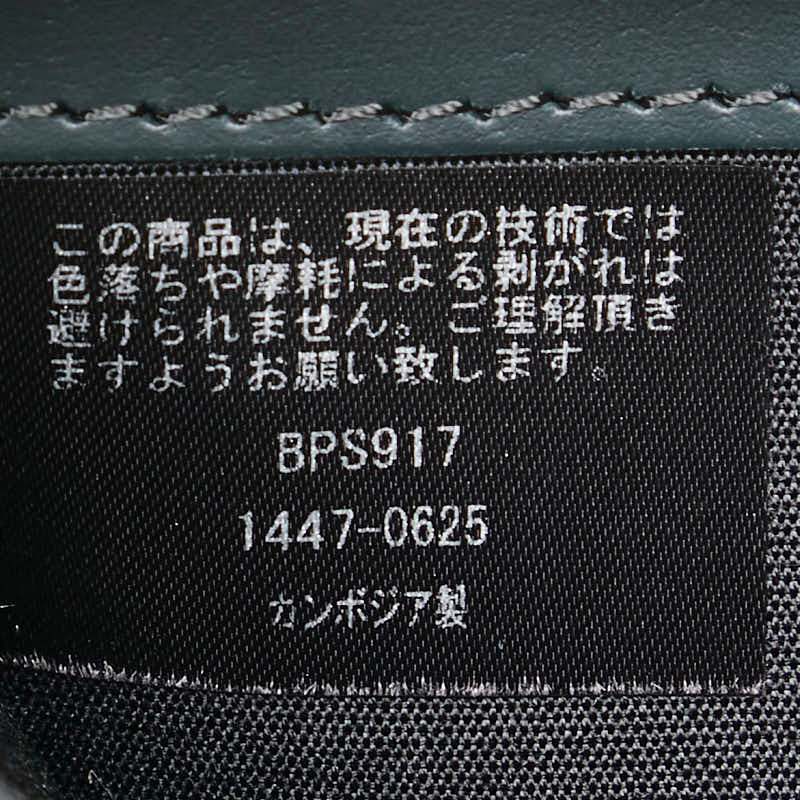 この商品は、現在の技術では
色落ちや摩耗による剥がれは
避けられません。ご理解頂き
ますようお願い致します。
BPS917
1447-0625
カンボジア製